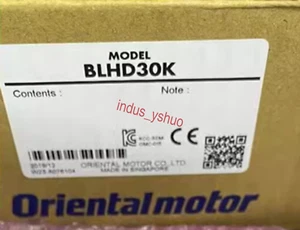 MODEL
BLHD30K
Contents :
Note :
indus_yshuo
ORIENTAL MOTOR CO., LTD.
MADE IN SINGAPORE
Orientalmotor